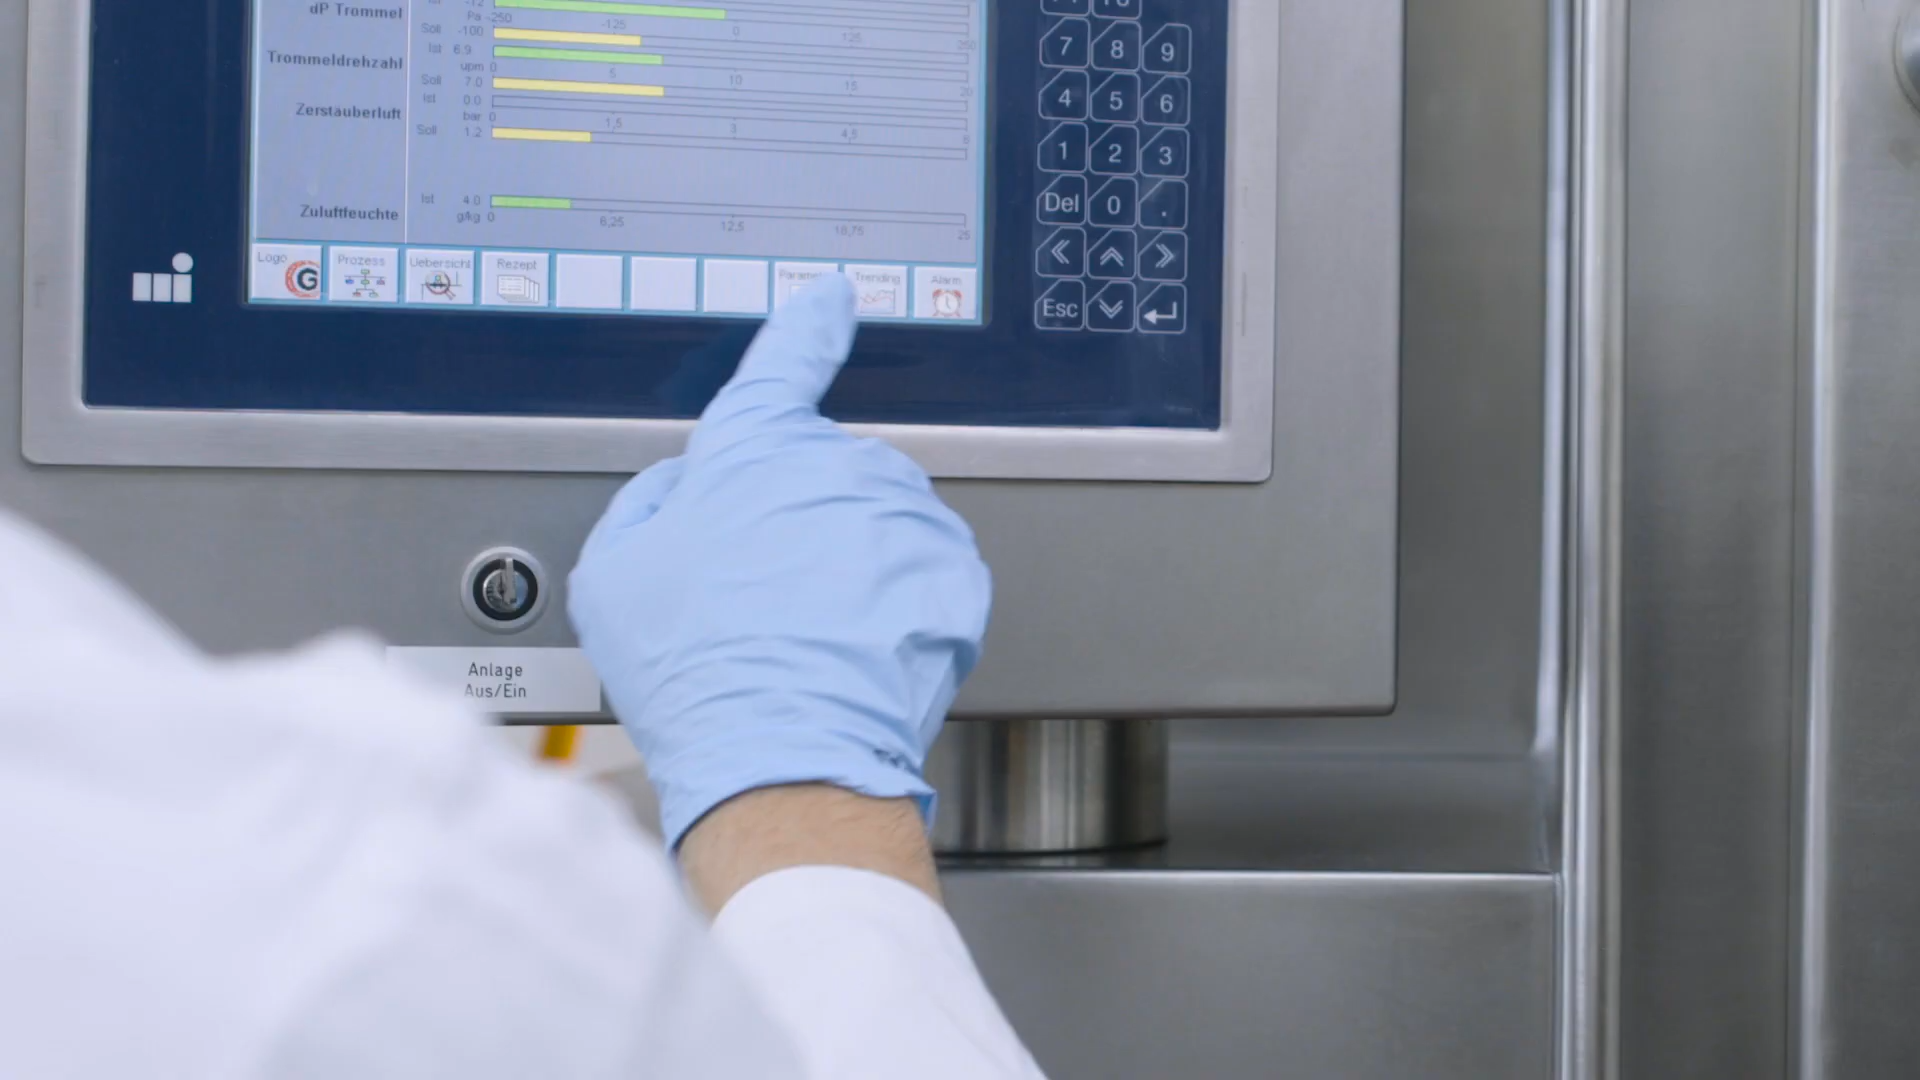 dP Trommel
Ist -12
Pa -250 -125 0 125 250
Soll -100
Trommeldrehzahl
Ist 6.9
upm 0 5 10 15 20
Soll 7.0
Zerstäuberluft
Ist 0.0
bar 0 1,5 3 4,5 6
Soll 1.2
Zuluftfeuchte
Ist 4.0
g/kg 0 6,25 12,5 18,75 25
Logo Prozess Uebersicht Rezept Trending Alarm
G
7 8 9
4 5 6
1 2 3
Del 0 .
Esc
Anlage
Aus/Ein